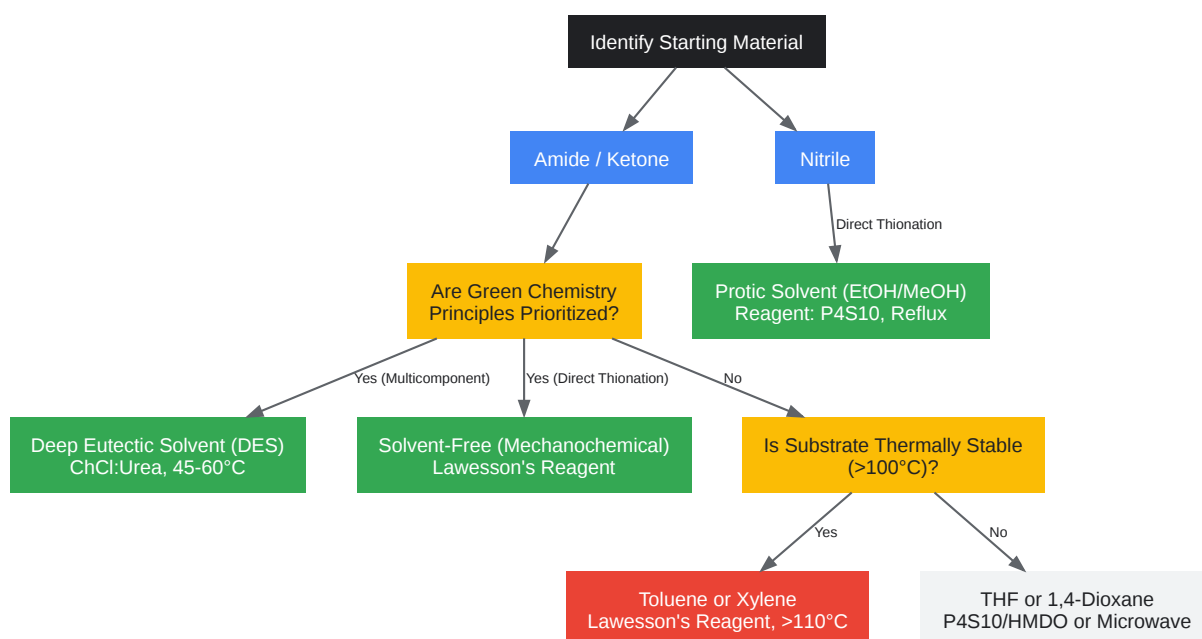 Identify Starting Material
Amide / Ketone
Nitrile
Direct Thionation
Are Green Chemistry
Principles Prioritized?
Protic Solvent (EtOH/MeOH)
Reagent: P4S10, Reflux
Yes (Multicomponent)
Yes (Direct Thionation)
No
Deep Eutectic Solvent (DES)
ChCl:Urea, 45-60°C
Solvent-Free (Mechanochemical)
Lawesson's Reagent
Is Substrate Thermally Stable
(>100°C)?
Yes
No
Toluene or Xylene
Lawesson's Reagent, >110°C
THF or 1,4-Dioxane
P4S10/HMDO or Microwave